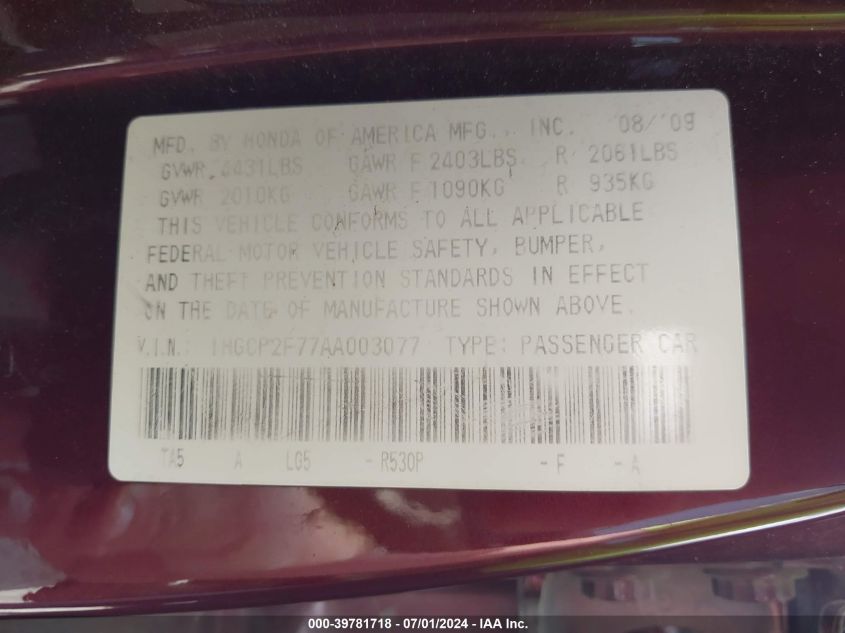 MFD. BY HONDA OF AMERICA MFG., INC. 08/09
GVWR 4431LBS GAWR F 2403LBS R 2061LBS
GVWR 2010KG GAWR F 1090KG R 935KG
THIS VEHICLE CONFORMS TO ALL APPLICABLE
FEDERAL MOTOR VEHICLE SAFETY, BUMPER,
AND THEFT PREVENTION STANDARDS IN EFFECT
ON THE DATE OF MANUFACTURE SHOWN ABOVE.
V.I.N.: 1HGCP2F77AA003077 TYPE: PASSENGER CAR
TA5 A LG5 - R530P - F - A
000-39781718 / 07/01/2024 - IAA Inc.